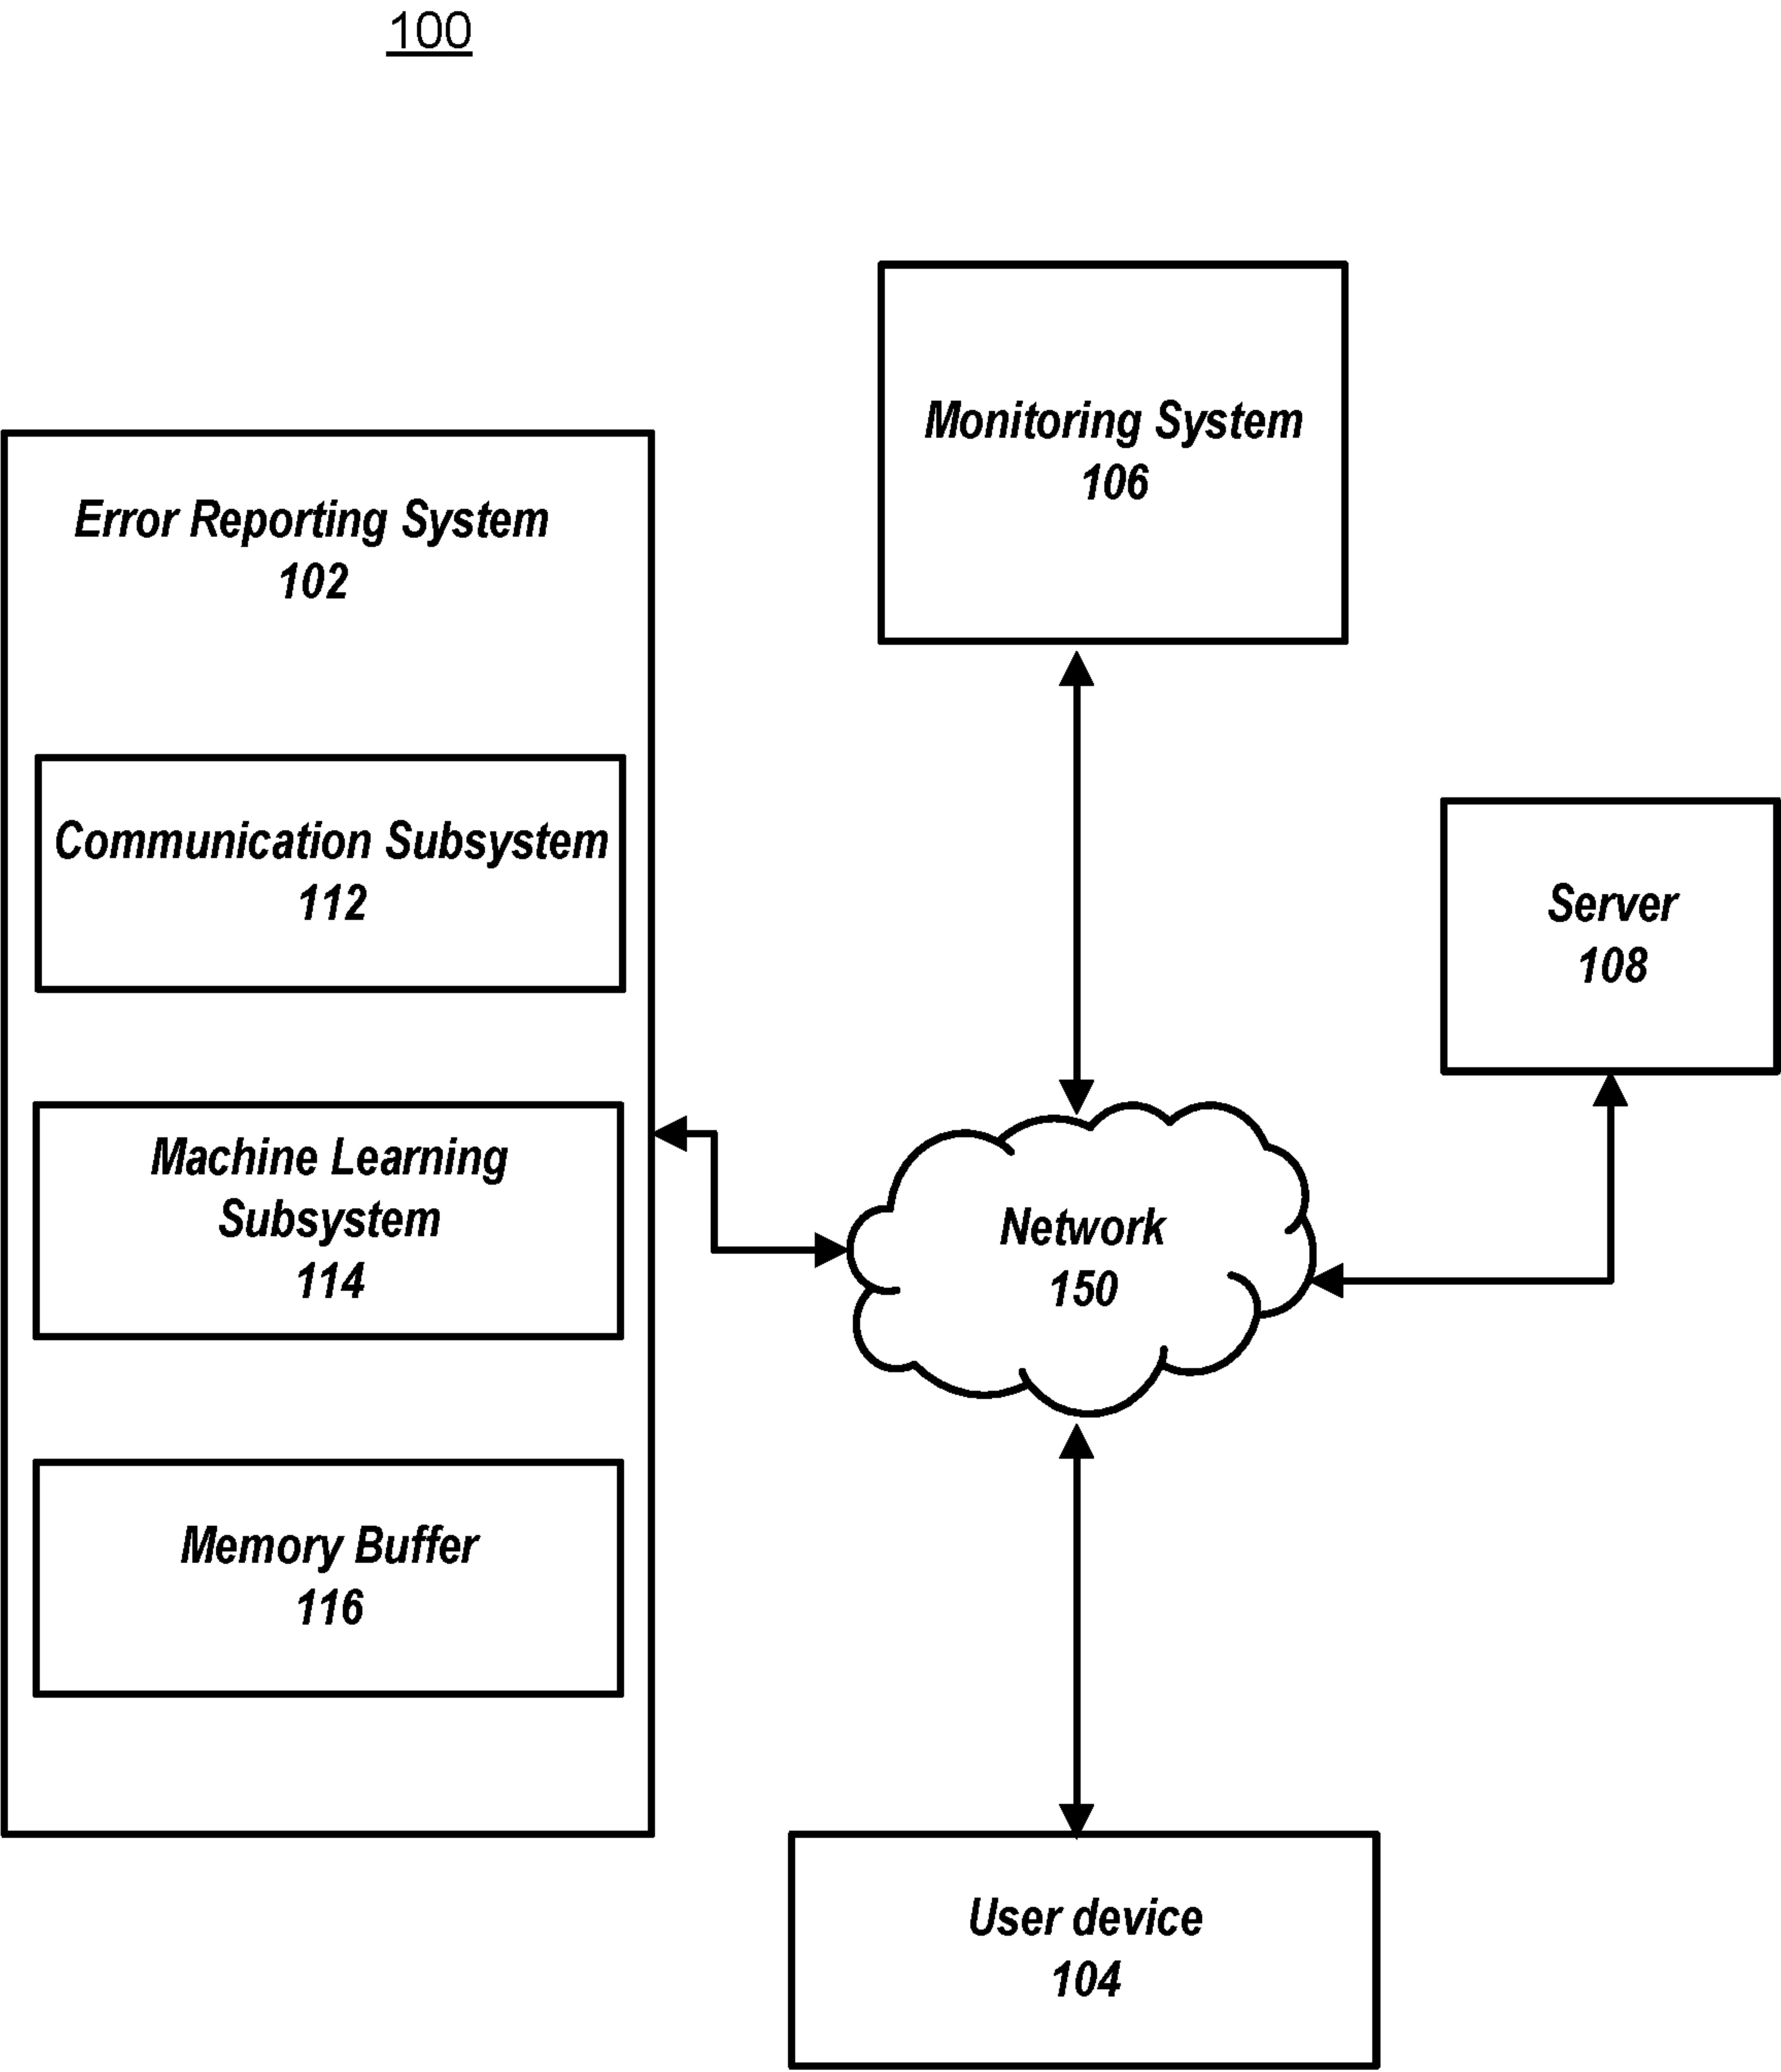 100
Monitoring System
106
Error Reporting System
102
Communication Subsystem
112
Server
108
Machine Learning
Subsystem
114
Network
150
Memory Buffer
116
User device
104